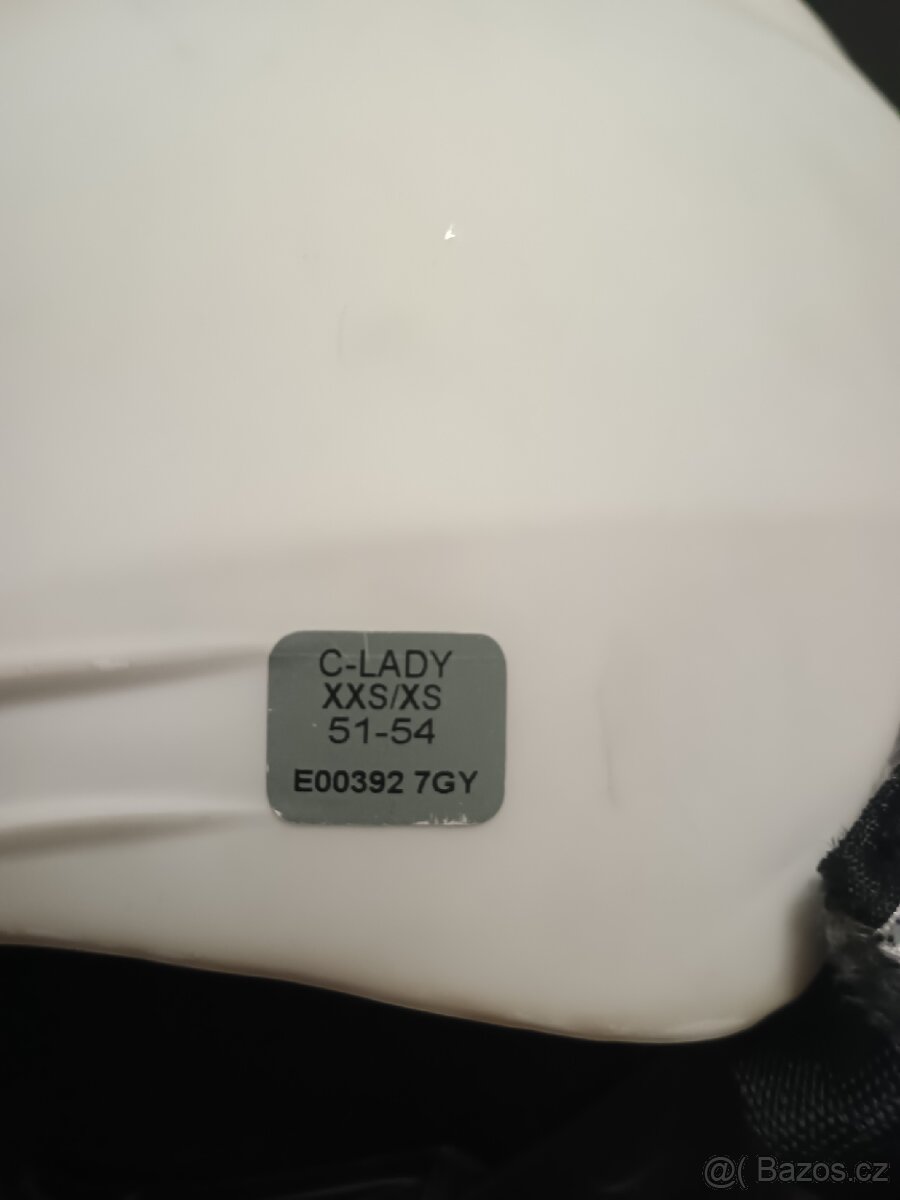 C-LADY
XXS/XS
51-54
E00392 7GY
@( Bazos.cz